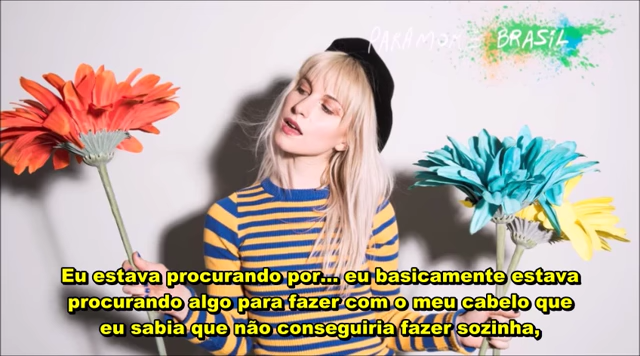 PARAMORE BRASIL
Eu estava procurando por... eu basicamente estava
procurando algo para fazer com o meu cabelo que
eu sabia que não conseguiria fazer sozinha,